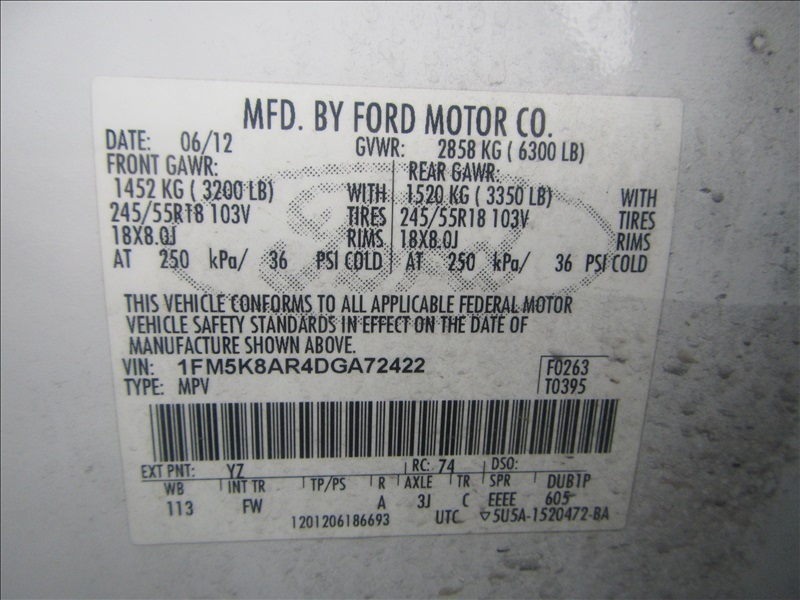 MFD. BY FORD MOTOR CO.
DATE: 06/12 GVWR: 2858 KG ( 6300 LB)
FRONT GAWR: REAR GAWR:
1452 KG ( 3200 LB) WITH 1520 KG ( 3350 LB) WITH
245/55R18 103V TIRES 245/55R18 103V TIRES
18X8.0J RIMS 18X8.0J RIMS
AT 250 kPa/ 36 PSI COLD AT 250 kPa/ 36 PSI COLD
Ford
THIS VEHICLE CONFORMS TO ALL APPLICABLE FEDERAL MOTOR
VEHICLE SAFETY STANDARDS IN EFFECT ON THE DATE OF
MANUFACTURE SHOWN ABOVE.
VIN: 1FM5K8AR4DGA72422 F0263
TYPE: MPV T0395
EXT PNT: YZ RC: 74 DSO:
WB INT TR TP/PS R AXLE TR SPR DUB1P
113 FW A 3J C EEEE 605
1201206186693 UTC ▽5U5A-1520472-BA